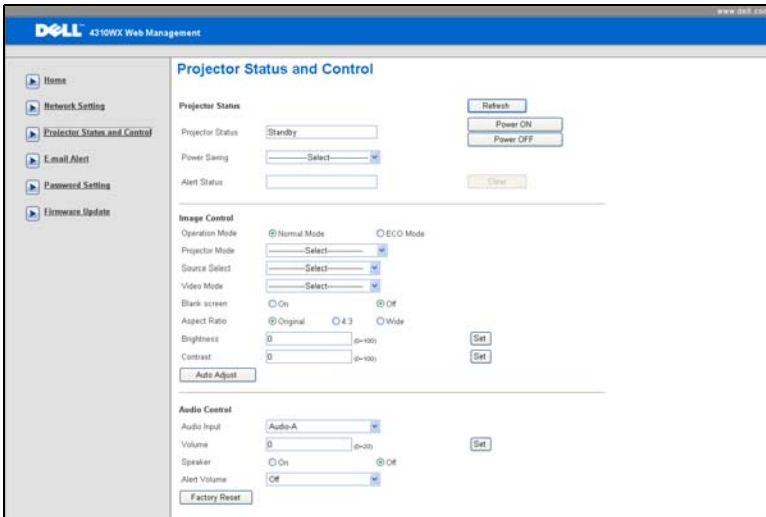 www.dell.com
DELL™ 4310WX Web Management
Home
Network Setting
Projector Status and Control
E-mail Alert
Password Setting
Firmware Update
Projector Status and Control
Projector Status Refresh
Projector Status Standby Power ON
Power OFF
Power Saving ---------------Select---------------
Alert Status Clear
Image Control
Operation Mode Normal Mode ECO Mode
Projector Mode ---------------Select---------------
Source Select ---------------Select---------------
Video Mode ---------------Select---------------
Blank screen On Off
Aspect Ratio Original 4:3 Wide
Brightness 0 (0~100) Set
Contrast 0 (0~100) Set
Auto Adjust
Audio Control
Audio Input Audio-A
Volume 0 (0~20) Set
Speaker On Off
Alert Volume Off
Factory Reset